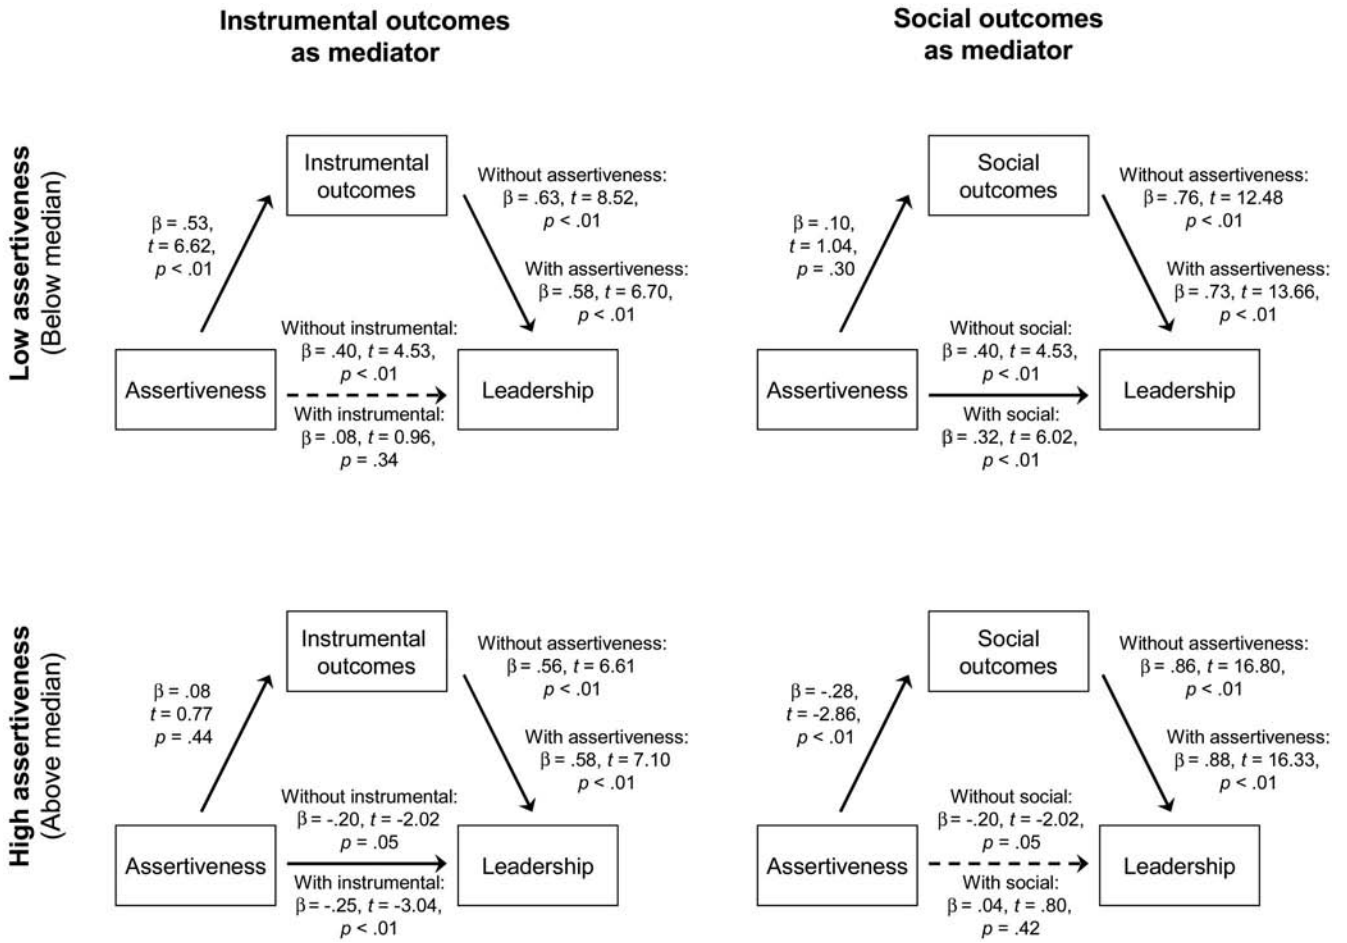 Instrumental outcomes
as mediator
Social outcomes
as mediator
Low assertiveness
(Below median)
Instrumental
outcomes
Without assertiveness:
β = .63, t = 8.52,
p < .01
β = .53,
t = 6.62,
p < .01
With assertiveness:
β = .58, t = 6.70,
p < .01
Without instrumental:
β = .40, t = 4.53,
p < .01
Assertiveness
Leadership
With instrumental:
β = .08, t = 0.96,
p = .34
Social
outcomes
Without assertiveness:
β = .76, t = 12.48
p < .01
β = .10,
t = 1.04,
p = .30
With assertiveness:
β = .73, t = 13.66,
p < .01
Without social:
β = .40, t = 4.53,
p < .01
Assertiveness
Leadership
With social:
β = .32, t = 6.02,
p < .01
High assertiveness
(Above median)
Instrumental
outcomes
Without assertiveness:
β = .56, t = 6.61
p < .01
β = .08
t = 0.77
p = .44
With assertiveness:
β = .58, t = 7.10
p < .01
Without instrumental:
β = -.20, t = -2.02
p = .05
Assertiveness
Leadership
With instrumental:
β = -.25, t = -3.04,
p < .01
Social
outcomes
Without assertiveness:
β = .86, t = 16.80,
p < .01
β = -.28,
t = -2.86,
p < .01
With assertiveness:
β = .88, t = 16.33,
p < .01
Without social:
β = -.20, t = -2.02,
p = .05
Assertiveness
Leadership
With social:
β = .04, t = .80,
p = .42